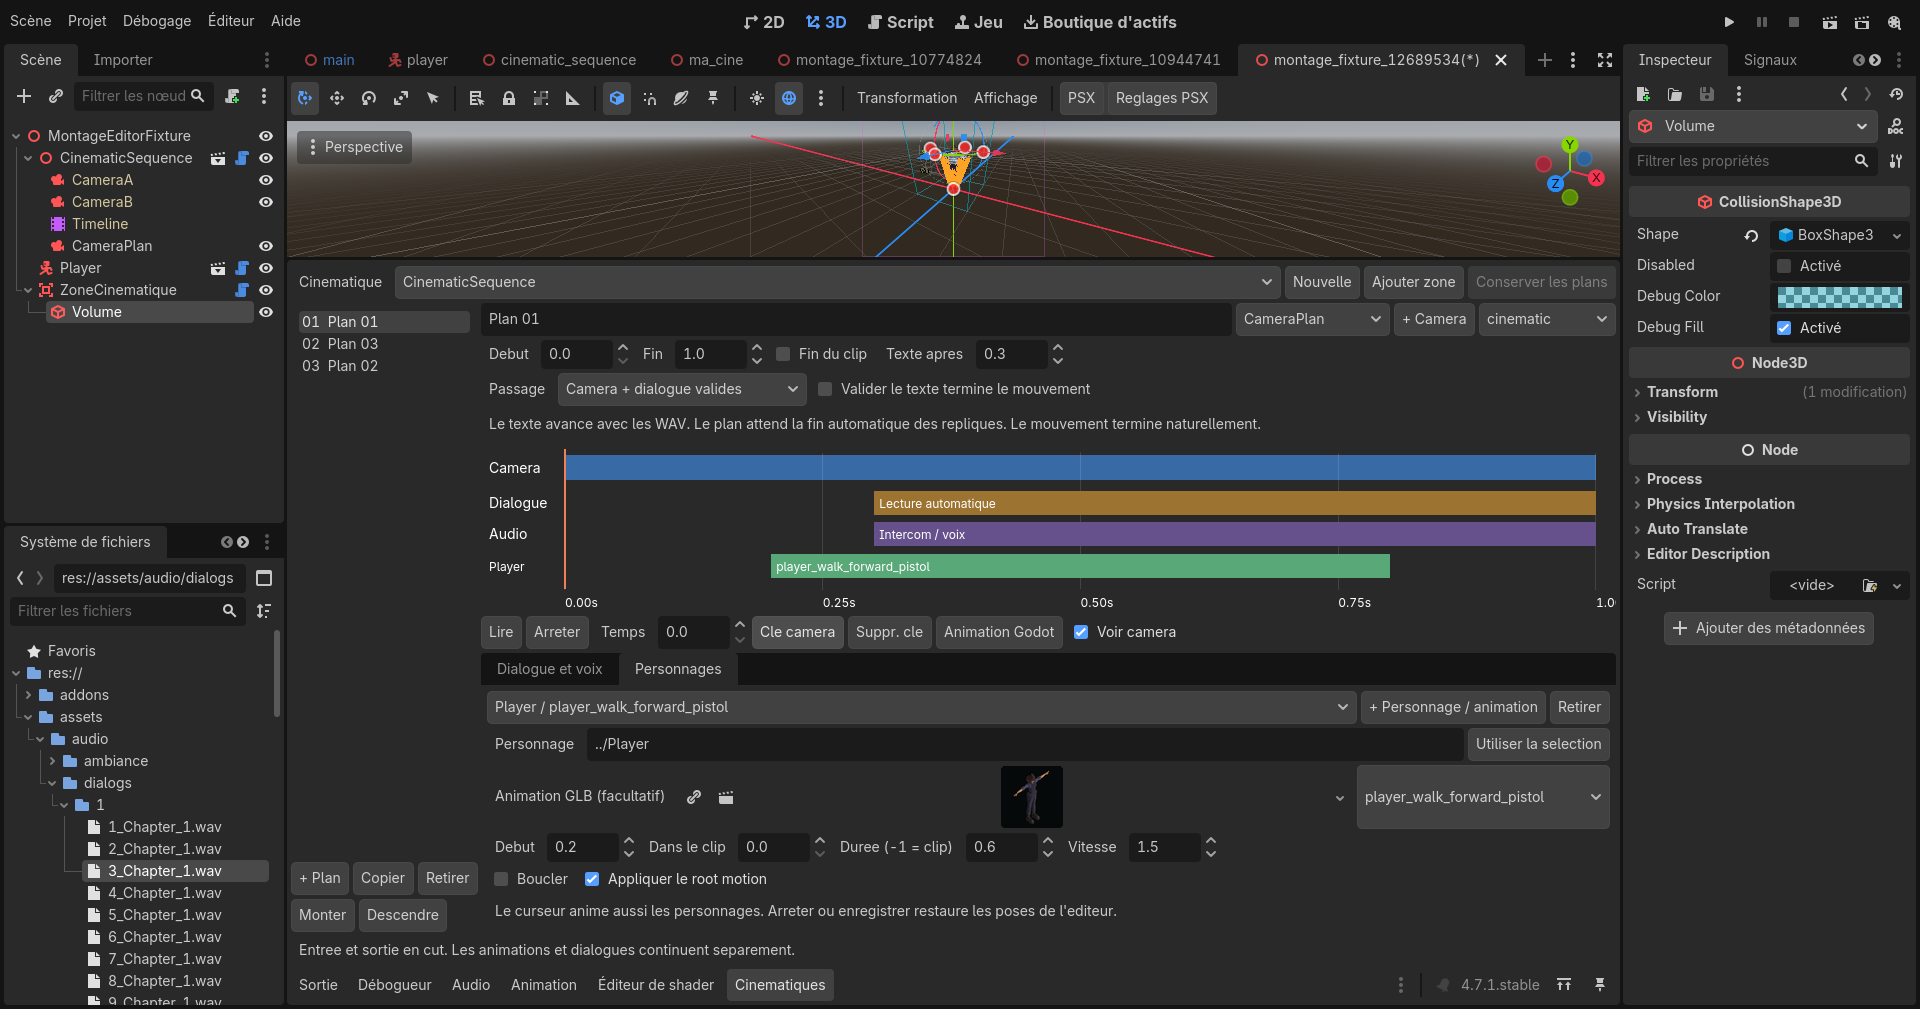 Scène Projet Débogage Éditeur Aide
2D 3D Script Jeu Boutique d'actifs
Scène Importer
main player cinematic_sequence ma_cine montage_fixture_10774824 montage_fixture_10944741 montage_fixture_12689534(*)
Inspecteur Signaux
Filtrer les nœud
Transformation Affichage PSX Reglages PSX
Perspective
Y X Z
MontageEditorFixture
CinematicSequence
CameraA
CameraB
Timeline
CameraPlan
Player
ZoneCinematique
Volume
Système de fichiers
res://assets/audio/dialogs
Filtrer les fichiers
Favoris
res://
addons
assets
audio
ambiance
dialogs
1
1_Chapter_1.wav
2_Chapter_1.wav
3_Chapter_1.wav
4_Chapter_1.wav
5_Chapter_1.wav
6_Chapter_1.wav
7_Chapter_1.wav
8_Chapter_1.wav
9_Chapter_1.wav
Cinematique CinematicSequence Nouvelle Ajouter zone Conserver les plans
01 Plan 01
02 Plan 03
03 Plan 02
Plan 01 CameraPlan + Camera cinematic
Debut 0.0 Fin 1.0 Fin du clip Texte apres 0.3
Passage Camera + dialogue valides Valider le texte termine le mouvement
Le texte avance avec les WAV. Le plan attend la fin automatique des repliques. Le mouvement termine naturellement.
Camera
Dialogue Lecture automatique
Audio Intercom / voix
Player player_walk_forward_pistol
0.00s 0.25s 0.50s 0.75s 1.0
Lire Arreter Temps 0.0 Cle camera Suppr. cle Animation Godot Voir camera
Dialogue et voix Personnages
Player / player_walk_forward_pistol + Personnage / animation Retirer
Personnage ../Player Utiliser la selection
Animation GLB (facultatif) player_walk_forward_pistol
Debut 0.2 Dans le clip 0.0 Duree (-1 = clip) 0.6 Vitesse 1.5
+ Plan Copier Retirer Boucler Appliquer le root motion
Monter Descendre Le curseur anime aussi les personnages. Arreter ou enregistrer restaure les poses de l'editeur.
Entree et sortie en cut. Les animations et dialogues continuent separement.
Sortie Débogueur Audio Animation Éditeur de shader Cinematiques 4.7.1.stable
Volume
Filtrer les propriétés
CollisionShape3D
Shape BoxShape3
Disabled Activé
Debug Color
Debug Fill Activé
Node3D
Transform (1 modification)
Visibility
Node
Process
Physics Interpolation
Auto Translate
Editor Description
Script <vide>
Ajouter des métadonnées